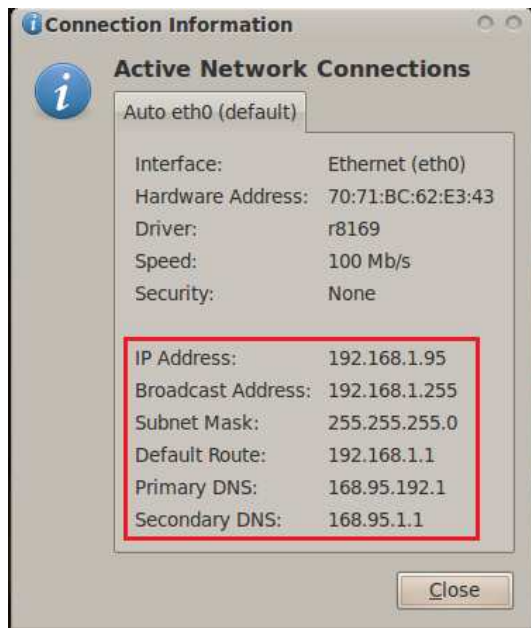 Connection Information
Active Network Connections
Auto eth0 (default)
Interface: Ethernet (eth0)
Hardware Address: 70:71:BC:62:E3:43
Driver: r8169
Speed: 100 Mb/s
Security: None
IP Address: 192.168.1.95
Broadcast Address: 192.168.1.255
Subnet Mask: 255.255.255.0
Default Route: 192.168.1.1
Primary DNS: 168.95.192.1
Secondary DNS: 168.95.1.1
Close